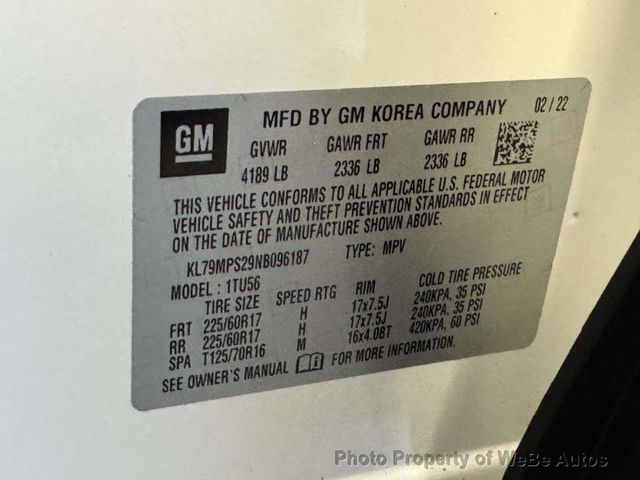 GM
MFD BY GM KOREA COMPANY 02/22
GVWR GAWR FRT GAWR RR
4189 LB 2336 LB 2336 LB
THIS VEHICLE CONFORMS TO ALL APPLICABLE U.S. FEDERAL MOTOR
VEHICLE SAFETY AND THEFT PREVENTION STANDARDS IN EFFECT
ON THE DATE OF MANUFACTURE SHOWN ABOVE.
KL79MPS29NB096187 TYPE: MPV
MODEL: 1TU56
TIRE SIZE SPEED RTG RIM COLD TIRE PRESSURE
FRT 225/60R17 H 17x7.5J 240KPA, 35 PSI
RR 225/60R17 H 17x7.5J 240KPA, 35 PSI
SPA T125/70R16 M 16x4.0BT 420KPA, 60 PSI
SEE OWNER'S MANUAL FOR MORE INFORMATION.
Photo Property of WeBe Autos